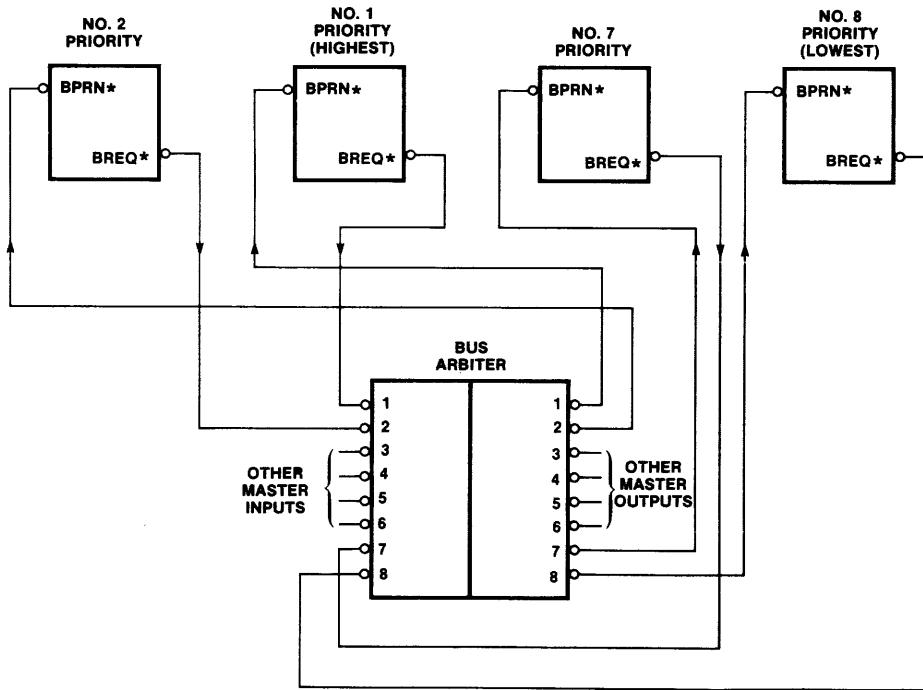 NO. 2
PRIORITY
NO. 1
PRIORITY
(HIGHEST)
NO. 7
PRIORITY
NO. 8
PRIORITY
(LOWEST)
BPRN*
BREQ*
BPRN*
BREQ*
BPRN*
BREQ*
BPRN*
BREQ*
BUS
ARBITER
1
2
3
4
5
6
7
8
OTHER
MASTER
INPUTS
1
2
3
4
5
6
7
8
OTHER
MASTER
OUTPUTS